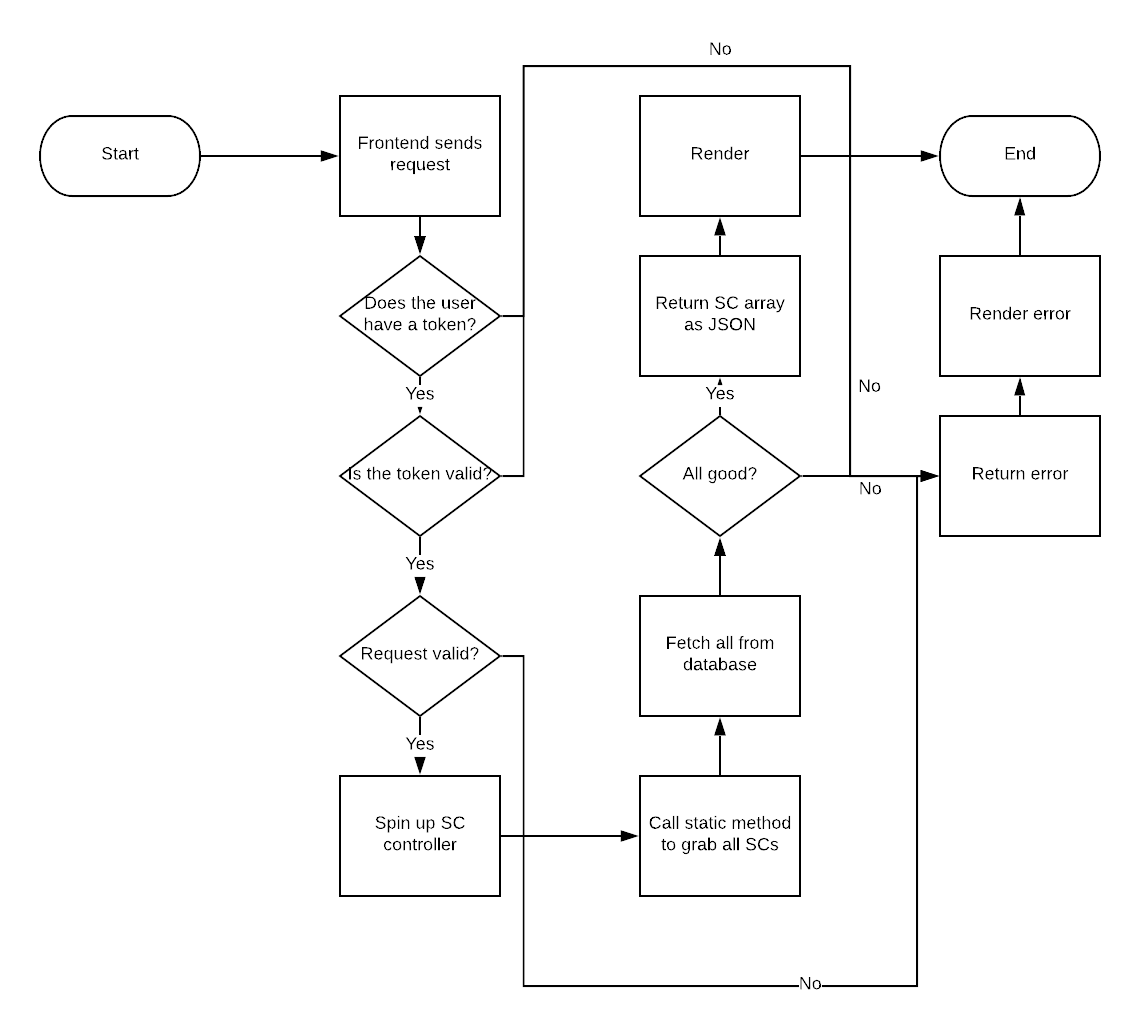 No
Start
Frontend sends
request
Render
End
Does the user
have a token?
Return SC array
as JSON
Render error
Yes
Yes
No
Is the token valid?
All good?
No
Return error
Yes
Request valid?
Fetch all from
database
Yes
Spin up SC
controller
Call static method
to grab all SCs
No